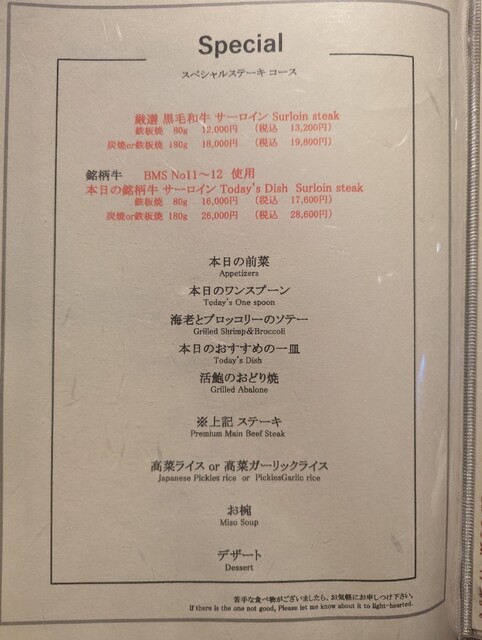 Special
スペシャルステーキ コース
厳選 黒毛和牛 サーロイン Surloin steak
鉄板焼 80g 12,000円 (税込 13,200円)
炭焼or鉄板焼 180g 18,000円 (税込 19,800円)
銘柄牛 BMS No11～12 使用
本日の銘柄牛 サーロイン Today's Dish Surloin steak
鉄板焼 80g 16,000円 (税込 17,600円)
炭焼or鉄板焼 180g 26,000円 (税込 28,600円)
本日の前菜
Appetizers
本日のワンスプーン
Today's One spoon
海老とブロッコリーのソテー
Grilled Shrimp&Broccoli
本日のおすすめの一皿
Today's Dish
活鮑のおどり焼
Grilled Abalone
※上記 ステーキ
Premium Main Beef Steak
高菜ライス or 高菜ガーリックライス
Japanese Pickles rice or PicklesGarlic rice
お椀
Miso Soup
デザート
Dessert
苦手な食べ物がございましたら、お気軽にお申しつけ下さい。
If there is the one not good, Please let me know about it to light-hearted.